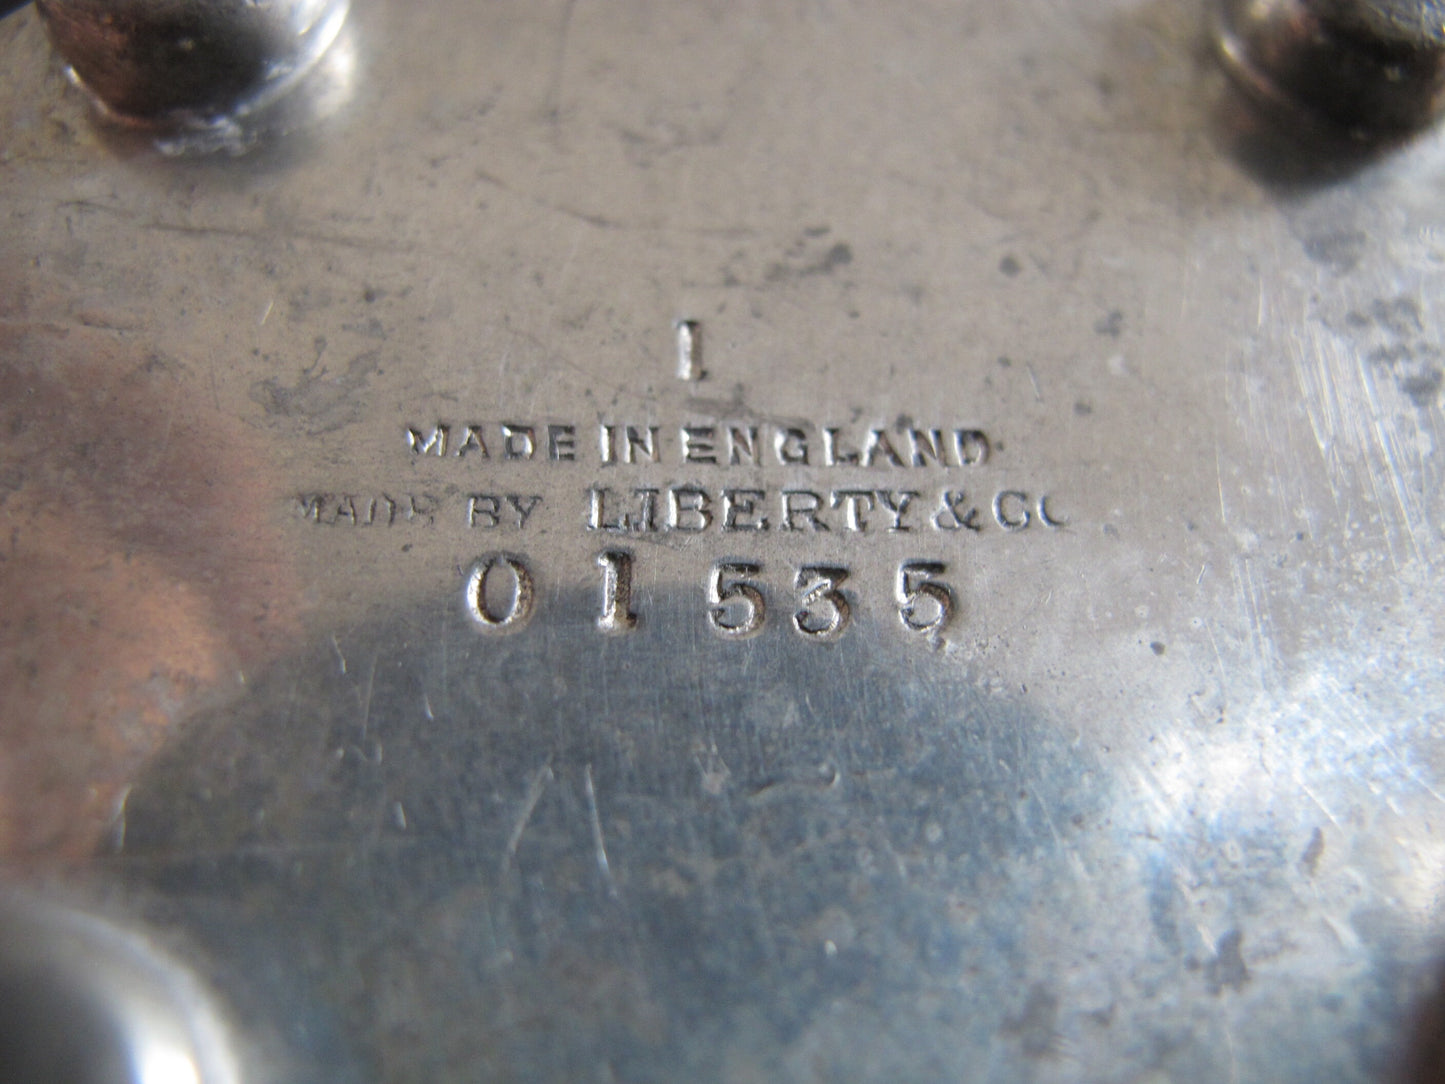 1
MADE IN ENGLAND
MADE BY LIBERTY & CO
01535